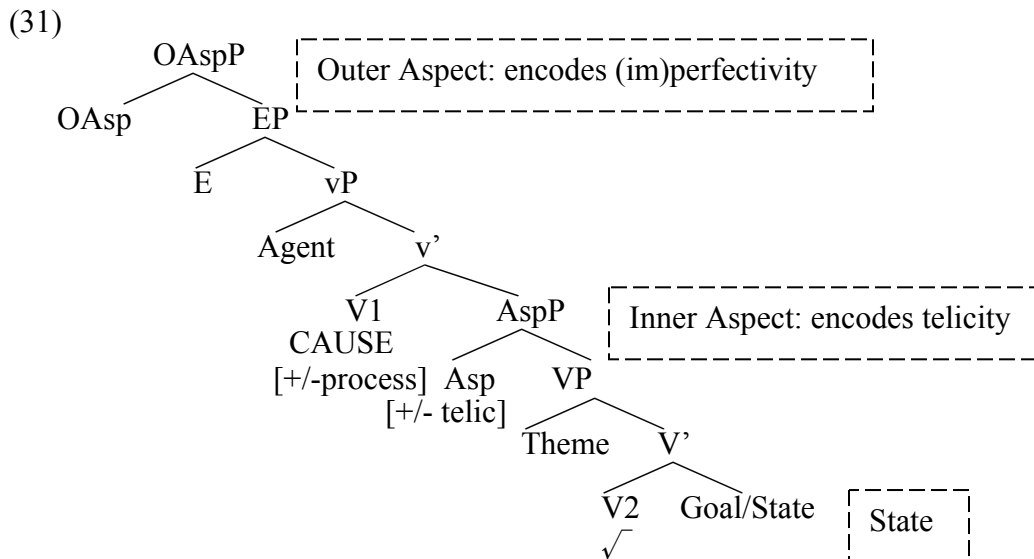 (31)
OAspP
Outer Aspect: encodes (im)perfectivity
OAsp EP
E vP
Agent v’
V1 AspP
Inner Aspect: encodes telicity
CAUSE
[+/-process] Asp VP
[+/- telic]
Theme V’
V2 Goal/State
State
√